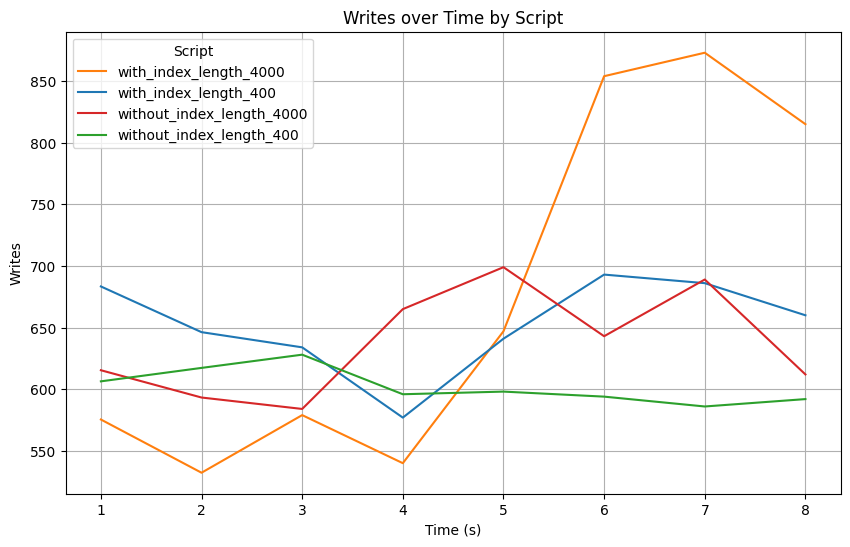 Writes over Time by Script
Script
with_index_length_4000
with_index_length_400
without_index_length_4000
without_index_length_400
850
800
750
700
650
600
550
Writes
1 2 3 4 5 6 7 8
Time (s)